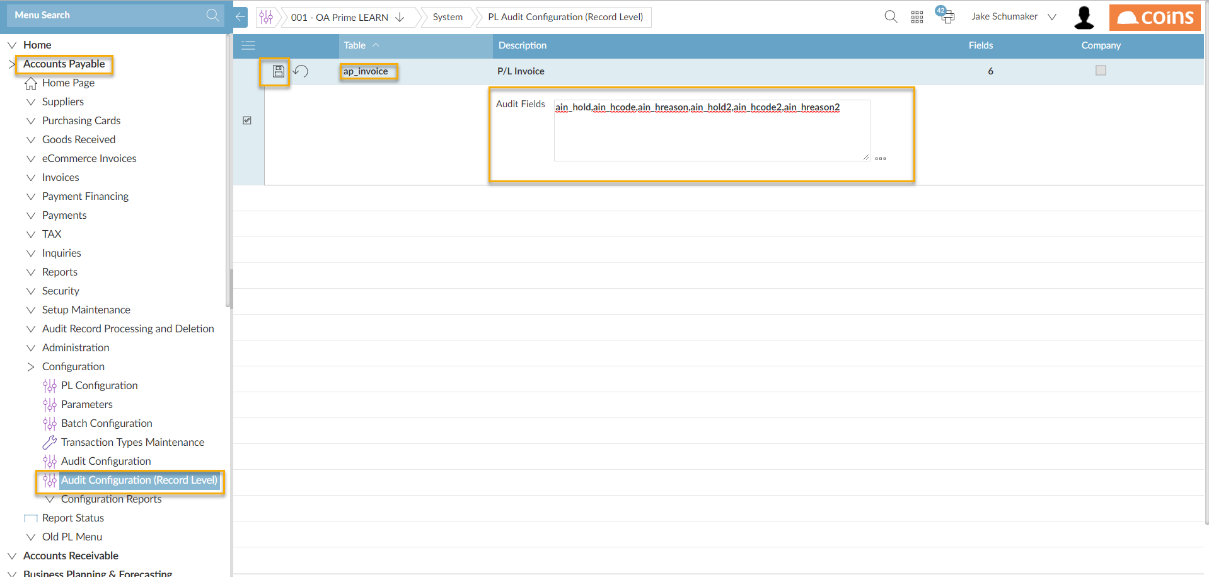 Menu Search
001 - OA Prime LEARN
System
PL Audit Configuration (Record Level)
42
Jake Schumaker
COINS
Home
Accounts Payable
Home Page
Suppliers
Purchasing Cards
Goods Received
eCommerce Invoices
Invoices
Payment Financing
Payments
TAX
Inquiries
Reports
Security
Setup Maintenance
Audit Record Processing and Deletion
Administration
Configuration
PL Configuration
Parameters
Batch Configuration
Transaction Types Maintenance
Audit Configuration
Audit Configuration (Record Level)
Configuration Reports
Report Status
Old PL Menu
Accounts Receivable
Business Planning & Forecasting
Table Description Fields Company
ap_invoice P/L Invoice 6
Audit Fields ain_hold,ain_hcode,ain_hreason,ain_hold2,ain_hcode2,ain_hreason2